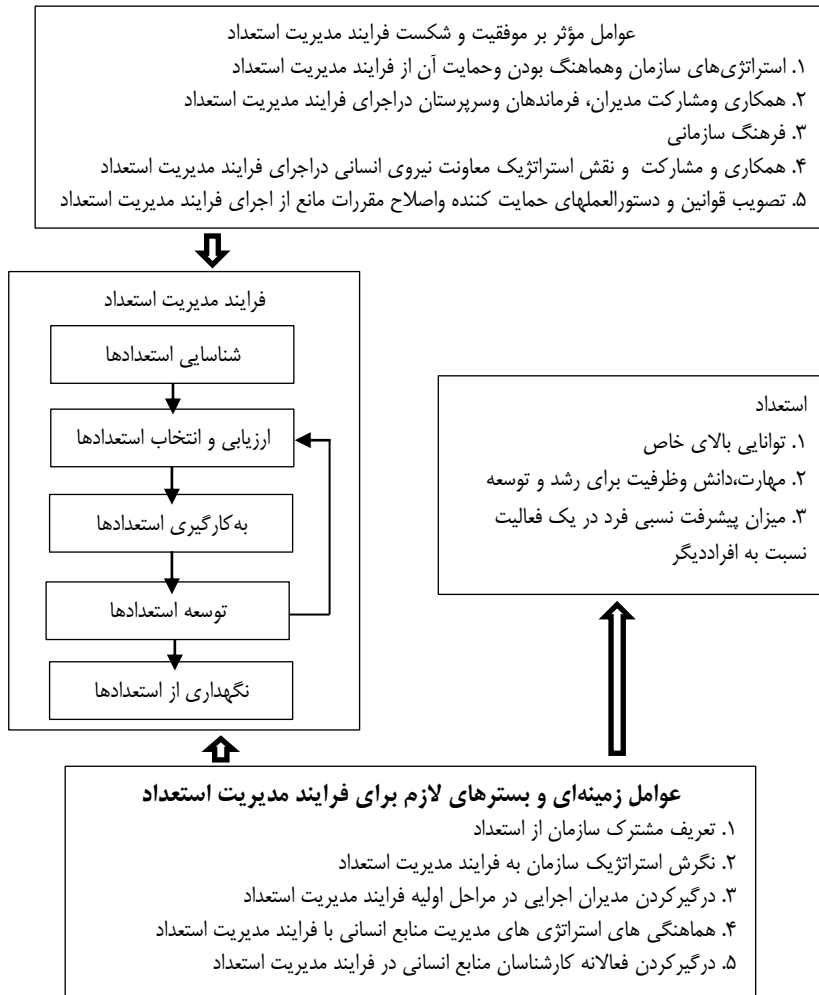 عوامل مؤثر بر موفقیت و شکست فرایند مدیریت استعداد
۱. استراتژی‌های سازمان وهماهنگ بودن وحمایت آن از فرایند مدیریت استعداد
۲. همکاری ومشارکت مدیران، فرماندهان وسرپرستان دراجرای فرایند مدیریت استعداد
۳. فرهنگ سازمانی
۴. همکاری و مشارکت و نقش استراتژیک معاونت نیروی انسانی دراجرای فرایند مدیریت استعداد
۵. تصویب قوانین و دستورالعملهای حمایت کننده واصلاح مقررات مانع از اجرای فرایند مدیریت استعداد
فرایند مدیریت استعداد
شناسایی استعدادها
ارزیابی و انتخاب استعدادها
به‌کارگیری استعدادها
توسعه استعدادها
نگهداری از استعدادها
استعداد
۱. توانایی بالای خاص
۲. مهارت،دانش وظرفیت برای رشد و توسعه
۳. میزان پیشرفت نسبی فرد در یک فعالیت
نسبت به افراددیگر
عوامل زمینه‌ای و بسترهای لازم برای فرایند مدیریت استعداد
۱. تعریف مشترک سازمان از استعداد
۲. نگرش استراتژیک سازمان به فرایند مدیریت استعداد
۳. درگیرکردن مدیران اجرایی در مراحل اولیه فرایند مدیریت استعداد
۴. هماهنگی های استراتژی های مدیریت منابع انسانی با فرایند مدیریت استعداد
۵. درگیرکردن فعالانه کارشناسان منابع انسانی در فرایند مدیریت استعداد